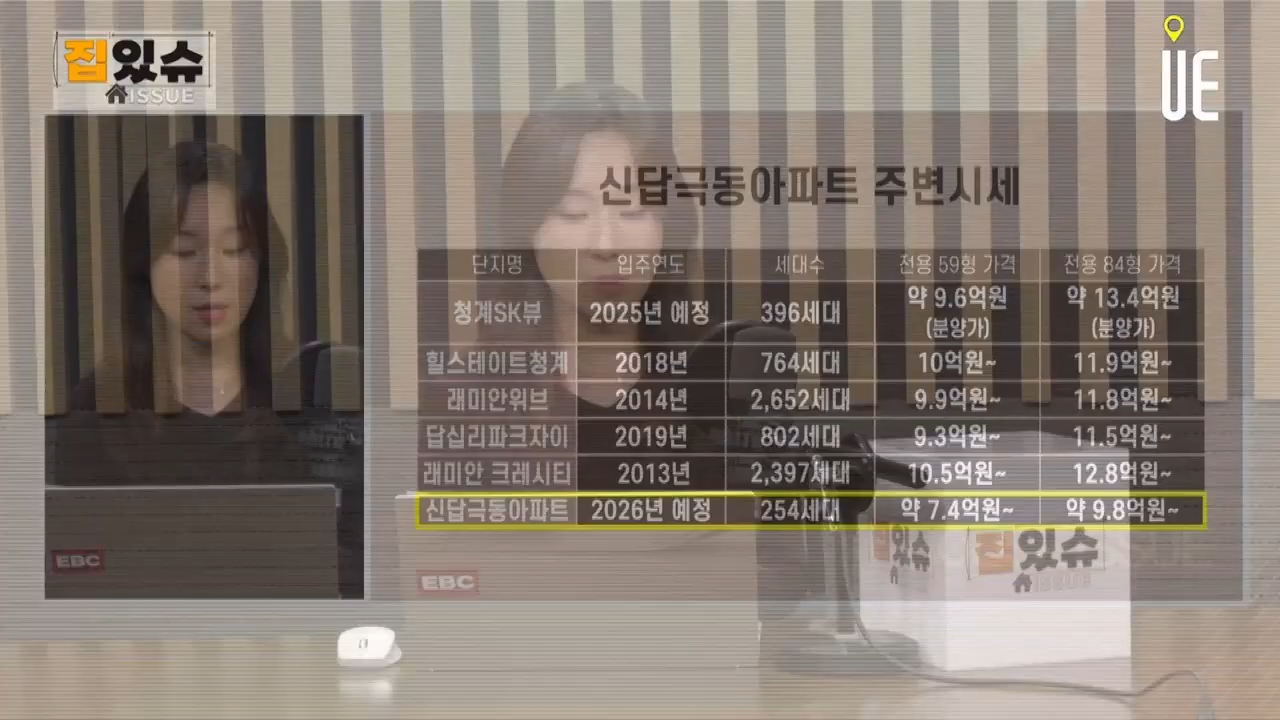 집있슈
ISSUE
UE
신답극동아파트 주변시세
단지명 입주연도 세대수 전용 59형 가격 전용 84형 가격
청계SK뷰 2025년 예정 396세대 약 9.6억원 (분양가) 약 13.4억원 (분양가)
힐스테이트청계 2018년 764세대 10억원~ 11.9억원~
래미안위브 2014년 2,652세대 9.9억원~ 11.8억원~
답십리파크자이 2019년 802세대 9.3억원~ 11.5억원~
래미안 크레시티 2013년 2,397세대 10.5억원~ 12.8억원~
신답극동아파트 2026년 예정 254세대 약 7.4억원~ 약 9.8억원~
EBC
EBC
집있슈
집있슈
ISSUE